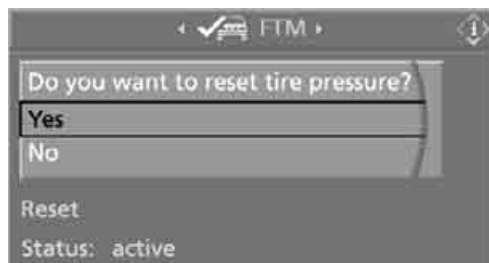 FTM
i
Do you want to reset tire pressure?
Yes
No
Reset
Status: active